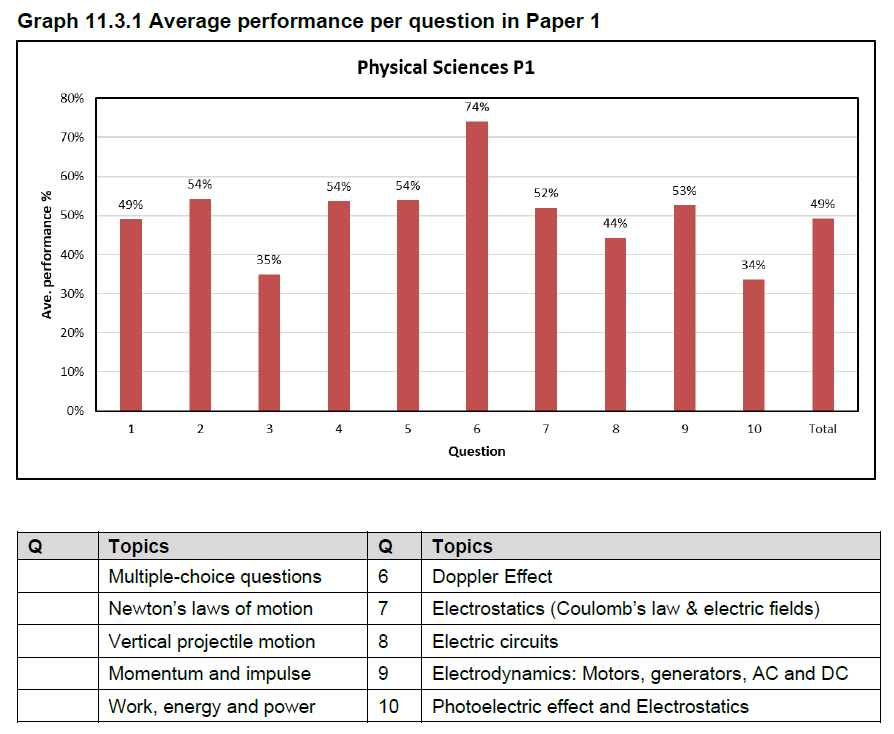 Graph 11.3.1 Average performance per question in Paper 1
Physical Sciences P1
Ave. performance %
80%
70%
60%
50%
40%
30%
20%
10%
0%
49%
54%
35%
54%
54%
74%
52%
44%
53%
34%
49%
1 2 3 4 5 6 7 8 9 10 Total
Question
Q Topics Q Topics
Multiple-choice questions 6 Doppler Effect
Newton's laws of motion 7 Electrostatics (Coulomb's law & electric fields)
Vertical projectile motion 8 Electric circuits
Momentum and impulse 9 Electrodynamics: Motors, generators, AC and DC
Work, energy and power 10 Photoelectric effect and Electrostatics